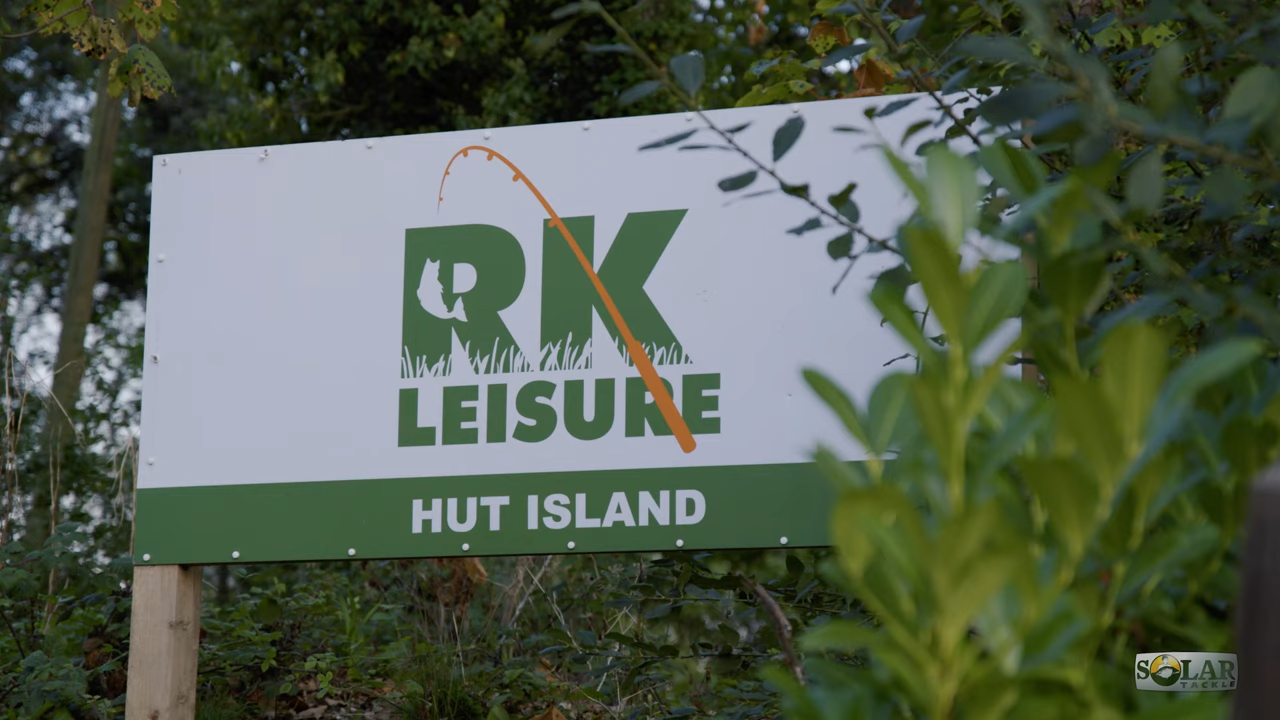 RK
LEISURE
HUT ISLAND
SOLAR
TACKLE